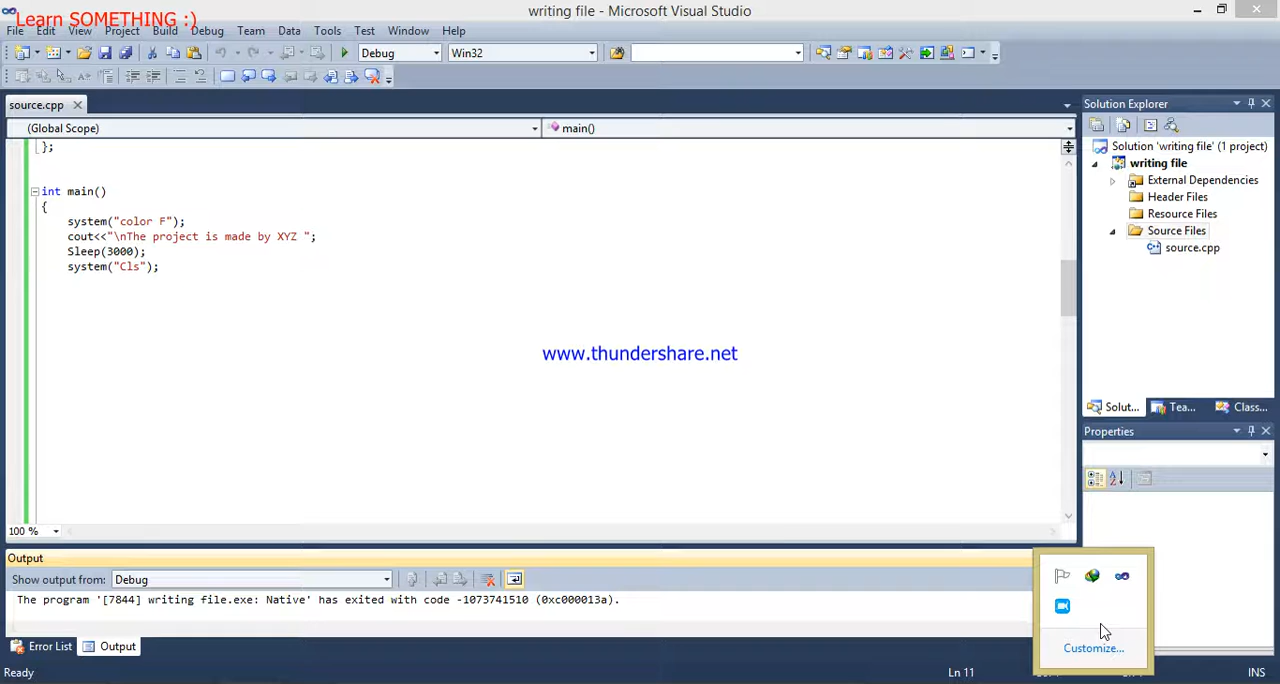 writing file - Microsoft Visual Studio
Learn SOMETHING :)
File Edit View Project Build Debug Team Data Tools Test Window Help
Debug Win32
source.cpp
(Global Scope) main()
};
int main()
{
system("color F");
cout<<"\nThe project is made by XYZ ";
Sleep(3000);
system("Cls");
www.thundershare.net
100 %
Solution Explorer
Solution 'writing file' (1 project)
writing file
External Dependencies
Header Files
Resource Files
Source Files
source.cpp
Solut... Tea... Class...
Properties
Output
Show output from: Debug
The program '[7844] writing file.exe: Native' has exited with code -1073741510 (0xc000013a).
Error List Output
Customize...
Ready Ln 11 INS